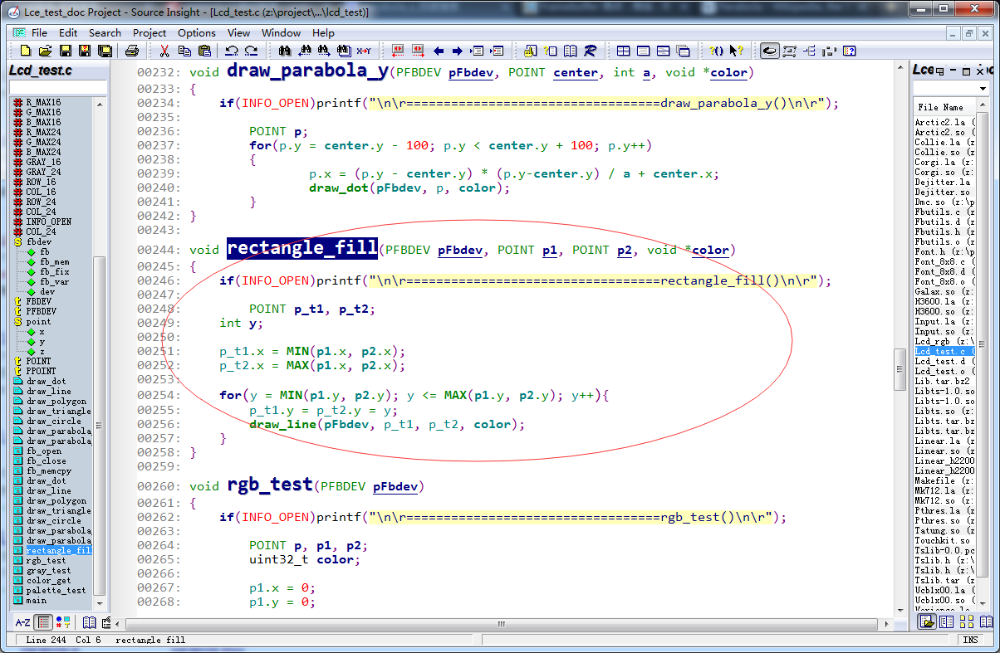 Lce_test_doc Project - Source Insight - [Lcd_test.c (z:\project\...\lcd_test)]
File Edit Search Project Options View Window Help
Lcd_test.c
R_MAX16
G_MAX16
B_MAX16
R_MAX24
G_MAX24
B_MAX24
GRAY_16
GRAY_24
ROW_16
COL_16
ROW_24
COL_24
INFO_OPEN
COL_24
fbdev
fb
fb_mem
fb_fix
fb_var
dev
FBDEV
PFBDEV
point
x
y
z
POINT
PPOINT
draw_dot
draw_line
draw_polygon
draw_triangle
draw_circle
draw_parabola_
draw_parabola_
fb_open
fb_close
fb_memcpy
draw_dot
draw_line
draw_polygon
draw_triangle
draw_circle
draw_parabola_
draw_parabola_
rectangle_fill
rgb_test
gray_test
color_get
palette_test
main
A-Z
00232: void draw_parabola_y(PFBDEV pFbdev, POINT center, int a, void *color)
00233: {
00234:     if(INFO_OPEN)printf("\n\r==================================draw_parabola_y()\n\r");
00235:
00236:         POINT p;
00237:         for(p.y = center.y - 100; p.y < center.y + 100; p.y++)
00238:         {
00239:                 p.x = (p.y - center.y) * (p.y-center.y) / a + center.x;
00240:                 draw_dot(pFbdev, p, color);
00241:         }
00242: }
00243:
00244: void rectangle_fill(PFBDEV pFbdev, POINT p1, POINT p2, void *color)
00245: {
00246:     if(INFO_OPEN)printf("\n\r==================================rectangle_fill()\n\r");
00247:
00248:         POINT p_t1, p_t2;
00249:     int y;
00250:
00251:     p_t1.x = MIN(p1.x, p2.x);
00252:     p_t2.x = MAX(p1.x, p2.x);
00253:
00254:     for(y = MIN(p1.y, p2.y); y <= MAX(p1.y, p2.y); y++){
00255:         p_t1.y = p_t2.y = y;
00256:         draw_line(pFbdev, p_t1, p_t2, color);
00257:     }
00258: }
00259:
00260: void rgb_test(PFBDEV pFbdev)
00261: {
00262:     if(INFO_OPEN)printf("\n\r==================================rgb_test()\n\r");
00263:
00264:         POINT p, p1, p2;
00265:         uint32_t color;
00266:
00267:         p1.x = 0;
00268:         p1.y = 0;
Lce
File Name
Arctic2.la (
Arctic2.so (
Collie.la (z
Collie.so (z
Corgi.la (z:
Corgi.so (z:
Dejitter.la
Dejitter.so
Dmc.so (z:\p
Fbutils.c (z
Fbutils.d (z
Fbutils.h (z
Fbutils.o (z
Font.h (z:\p
Font_8x8.c (
Font_8x8.d (
Font_8x8.o (
Galax.so (z:
H3600.la (z:
H3600.so (z:
Input.la (z:
Input.so (z:
Lcd_rgb (z:\
Lcd_test.c (
Lcd_test.d (
Lcd_test.o (
Lib.tar.bz2
Libts-1.0.so
Libts-1.0.so
Libts.so (z:
Libts.tar.bz
Libts.tar.bz
Linear.la (z
Linear.so (z
Linear_h2200
Linear_h2200
Makefile (z:
Mk712.la (z:
Mk712.so (z:
Pthres.la (z
Pthres.so (z
Tatung.so (z
Touchkit.so
Tslib-0.0.pc
Tslib.h (z:\
Tslib.h (z:\
Tslib.tar (z
Ucb1x00.la (
Ucb1x00.so (
Line 244 Col 6 rectangle_fill
INS